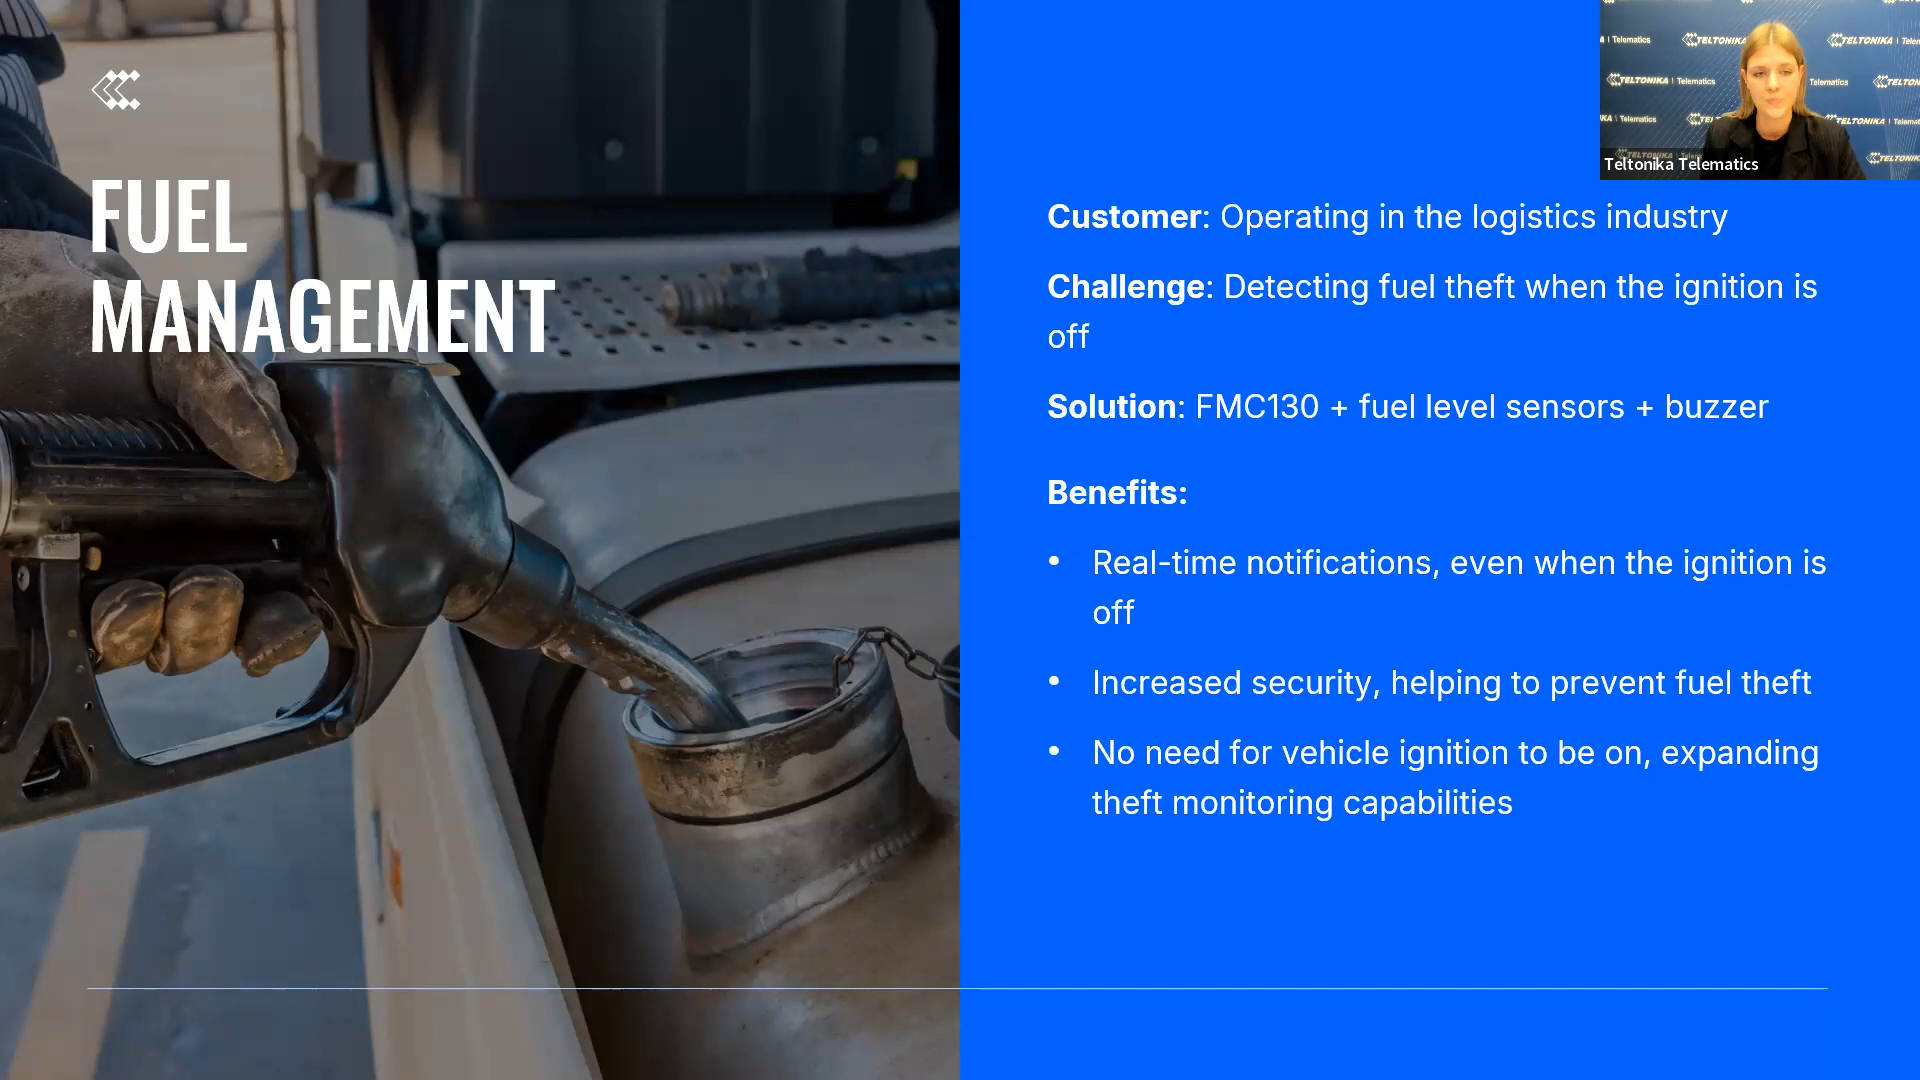 FUEL
MANAGEMENT
Customer: Operating in the logistics industry
Challenge: Detecting fuel theft when the ignition is
off
Solution: FMC130 + fuel level sensors + buzzer
Benefits:
• Real-time notifications, even when the ignition is
off
• Increased security, helping to prevent fuel theft
• No need for vehicle ignition to be on, expanding
theft monitoring capabilities
TELTONIKA | Telematics
Teltonika Telematics